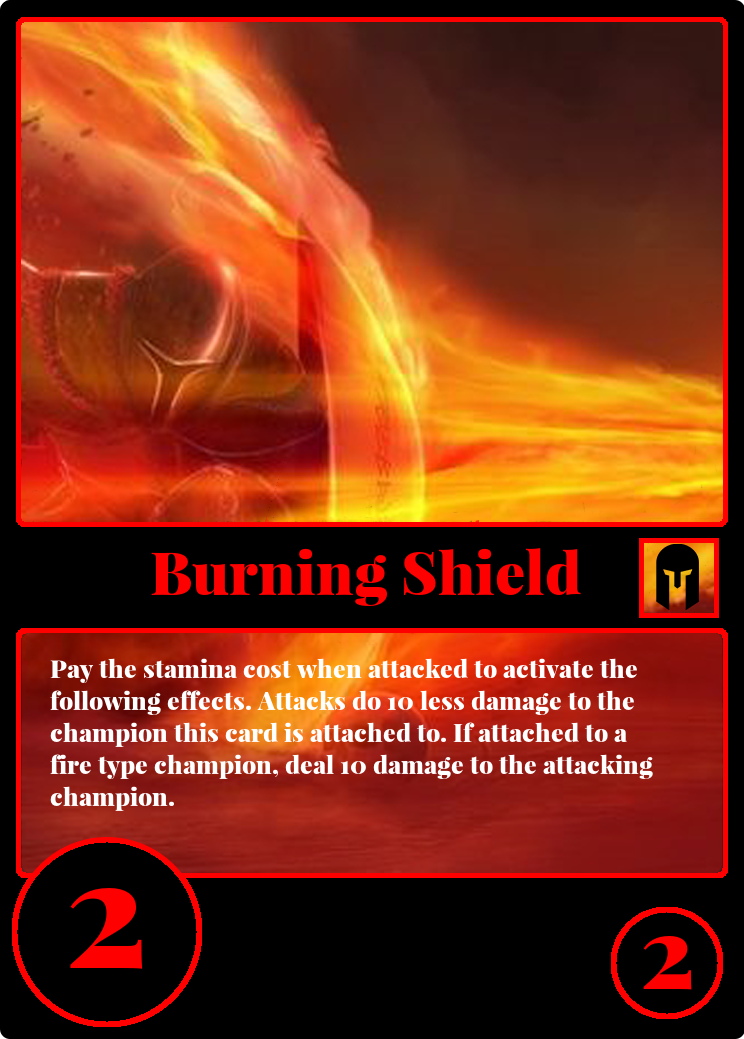 Burning Shield
Pay the stamina cost when attacked to activate the
following effects. Attacks do 10 less damage to the
champion this card is attached to. If attached to a
fire type champion, deal 10 damage to the attacking
champion.
2
2